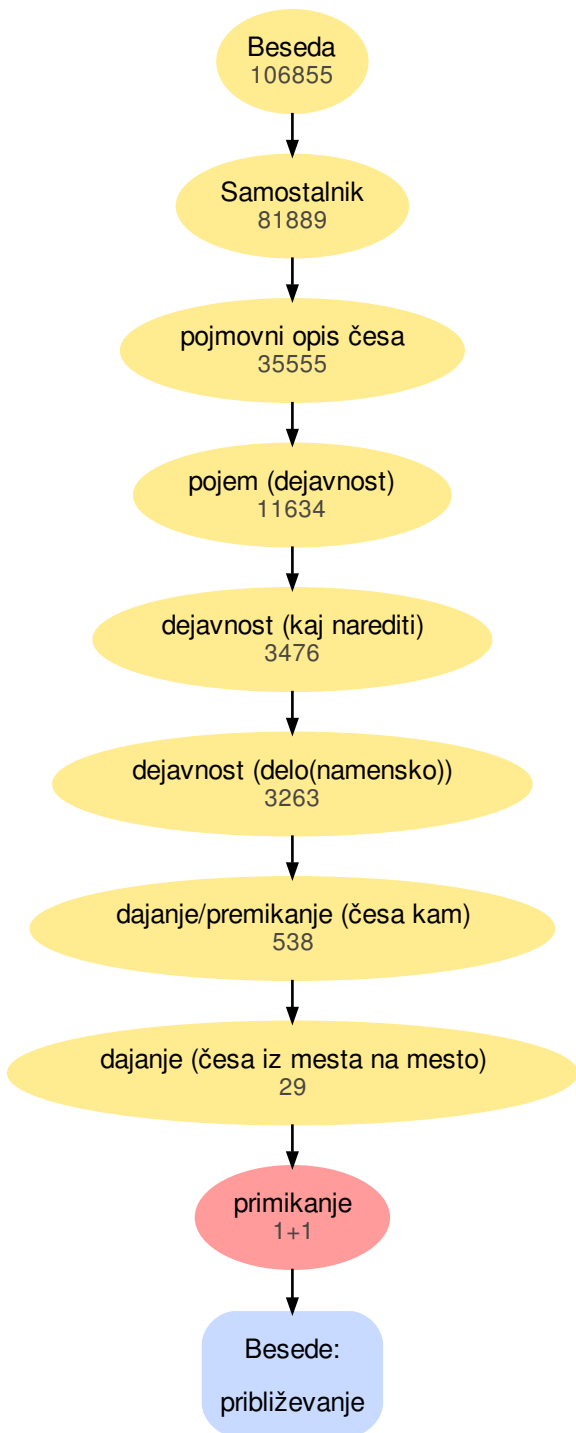 Beseda
106855
Samostalnik
81889
pojmovni opis česa
35555
pojem (dejavnost)
11634
dejavnost (kaj narediti)
3476
dejavnost (delo(namensko))
3263
dajanje/premikanje (česa kam)
538
dajanje (česa iz mesta na mesto)
29
primikanje
1+1
Besede:
približevanje